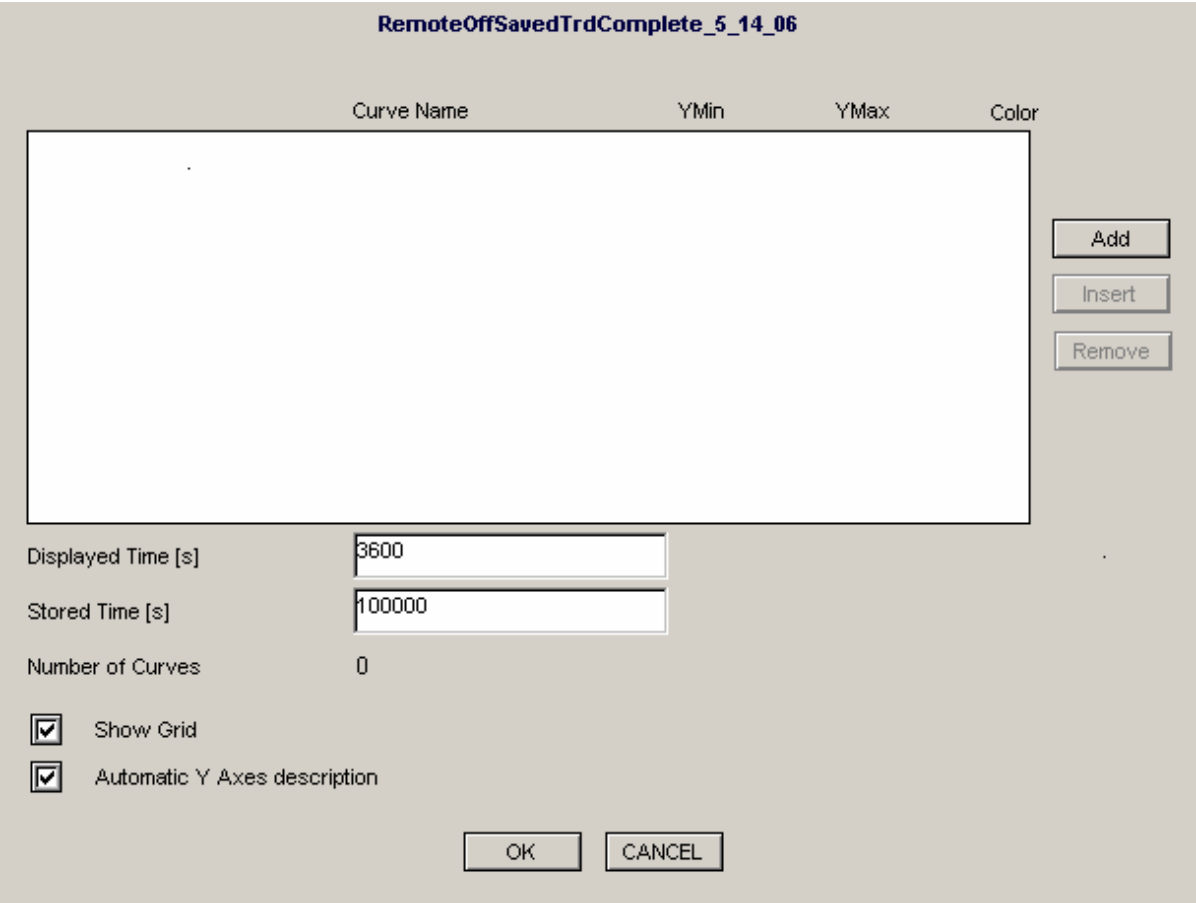 RemoteOffSavedTrdComplete_5_14_06
Curve Name YMin YMax Color
Add
Insert
Remove
Displayed Time [s] 3600
Stored Time [s] 100000
Number of Curves 0
Show Grid
Automatic Y Axes description
OK CANCEL